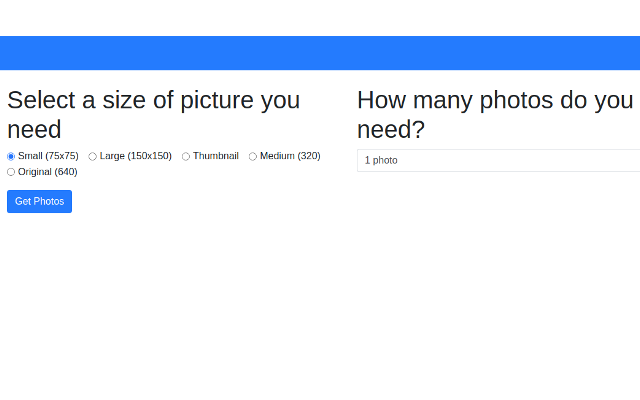 Select a size of picture you
need
Small (75x75) Large (150x150) Thumbnail Medium (320)
Original (640)
Get Photos
How many photos do you
need?
1 photo